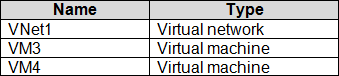 Name Type
VNet1 Virtual network
VM3 Virtual machine
VM4 Virtual machine